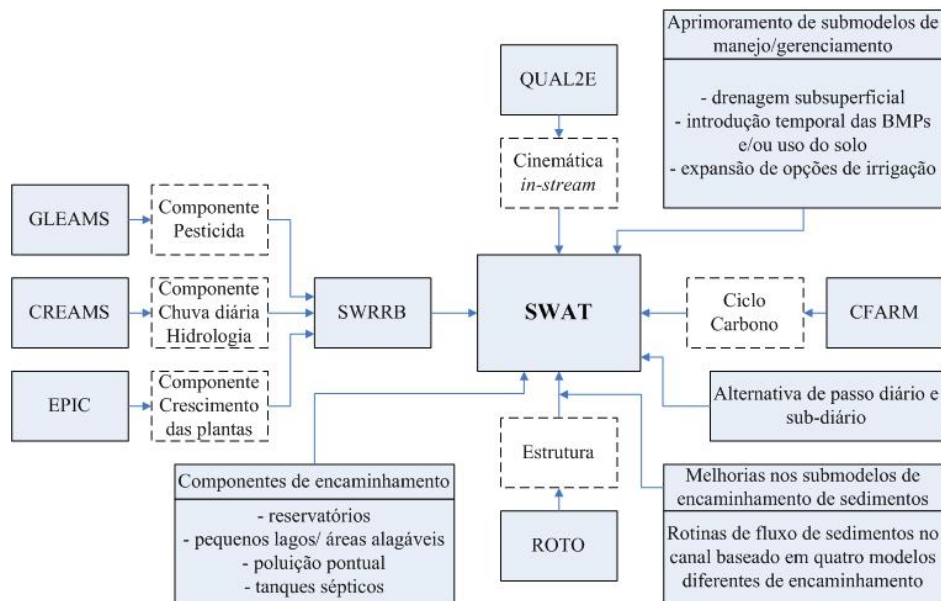 Aprimoramento de submodelos de
manejo/gerenciamento
- drenagem subsuperficial
- introdução temporal das BMPs
e/ou uso do solo
- expansão de opções de irrigação
QUAL2E
Cinemática
in-stream
GLEAMS
Componente
Pesticida
CREAMS
Componente
Chuva diária
Hidrologia
EPIC
Componente
Crescimento
das plantas
SWRRB
SWAT
Ciclo
Carbono
CFARM
Alternativa de passo diário e
sub-diário
Estrutura
ROTO
Componentes de encaminhamento
- reservatórios
- pequenos lagos/ áreas alagáveis
- poluição pontual
- tanques sépticos
Melhorias nos submodelos de
encaminhamento de sedimentos
Rotinas de fluxo de sedimentos no
canal baseado em quatro modelos
diferentes de encaminhamento